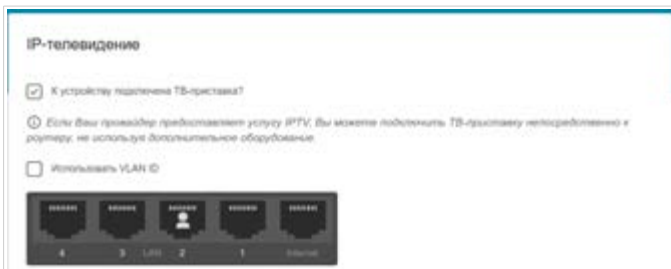 IP-телевидение
К устройству подключена ТВ-приставка?
Если Ваш провайдер предоставляет услугу IPTV, Вы можете подключить ТВ-приставку непосредственно к
роутеру, не используя дополнительное оборудование.
Использовать VLAN ID
4 3 LAN 2 1 Internet